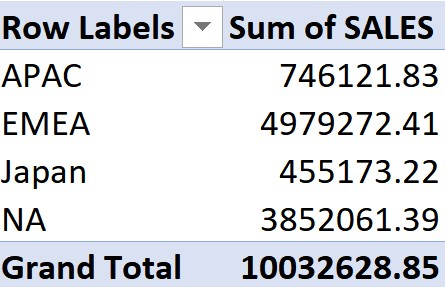 Row Labels Sum of SALES
APAC 746121.83
EMEA 4979272.41
Japan 455173.22
NA 3852061.39
Grand Total 10032628.85